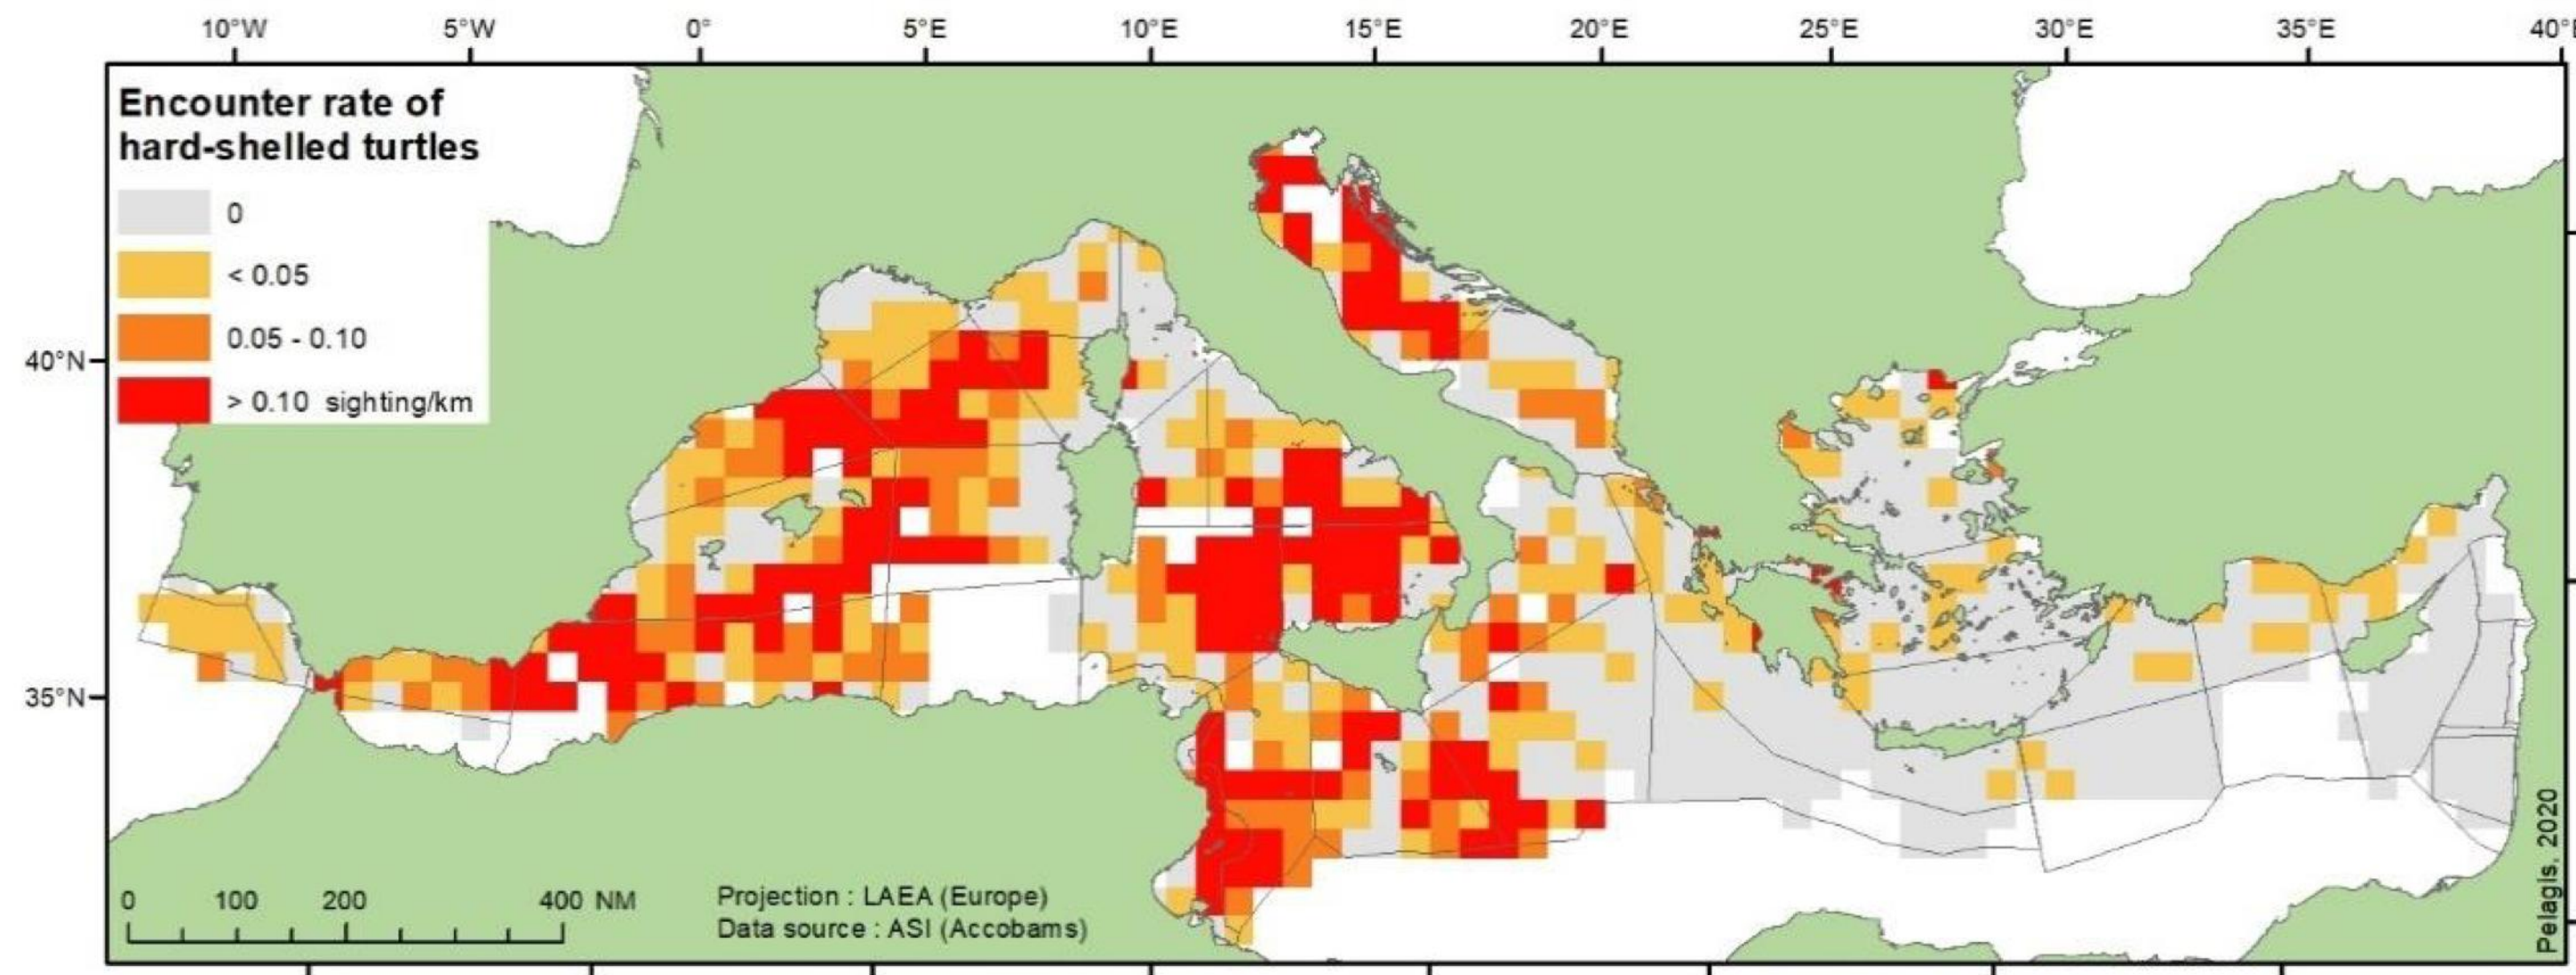 10°W 5°W 0° 5°E 10°E 15°E 20°E 25°E 30°E 35°E 40°E
Encounter rate of
hard-shelled turtles
0
< 0.05
0.05 - 0.10
> 0.10 sighting/km
40°N
35°N
0 100 200 400 NM
Projection : LAEA (Europe)
Data source : ASI (Accobams)
Pelagis, 2020